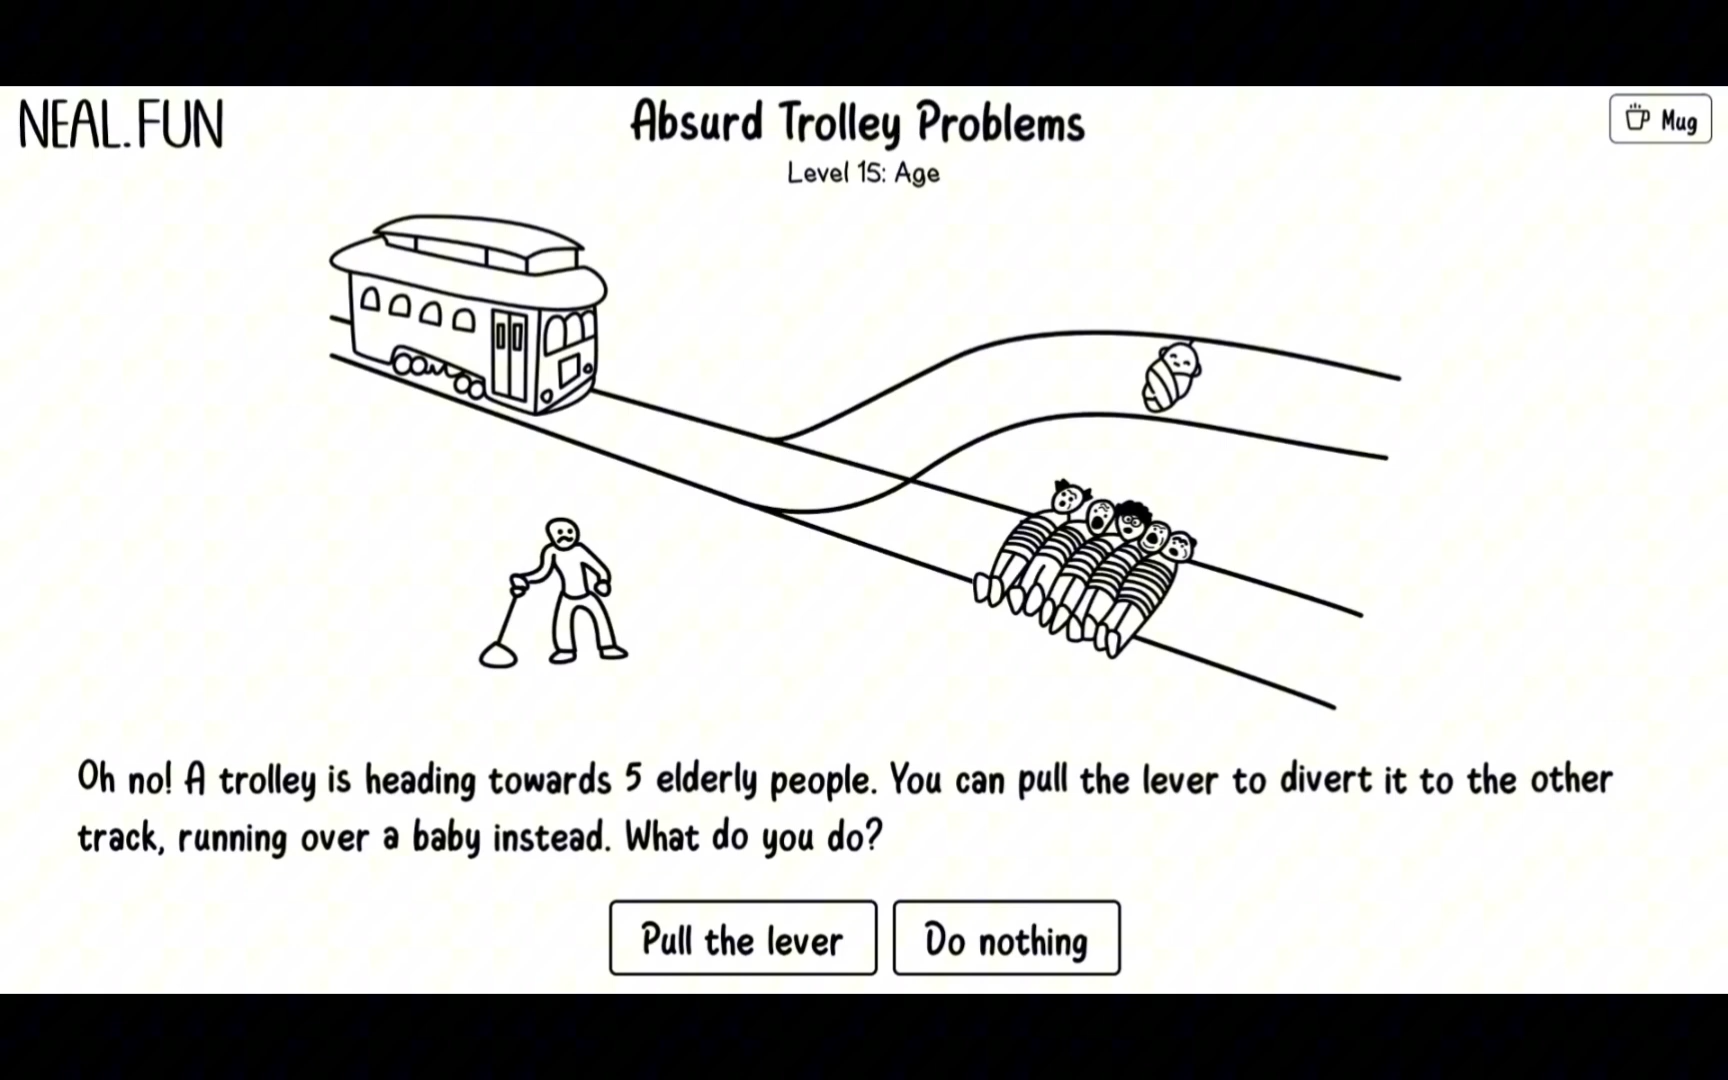 NEAL.FUN
Absurd Trolley Problems
Mug
Level 15: Age
Oh no! A trolley is heading towards 5 elderly people. You can pull the lever to divert it to the other
track, running over a baby instead. What do you do?
Pull the lever
Do nothing